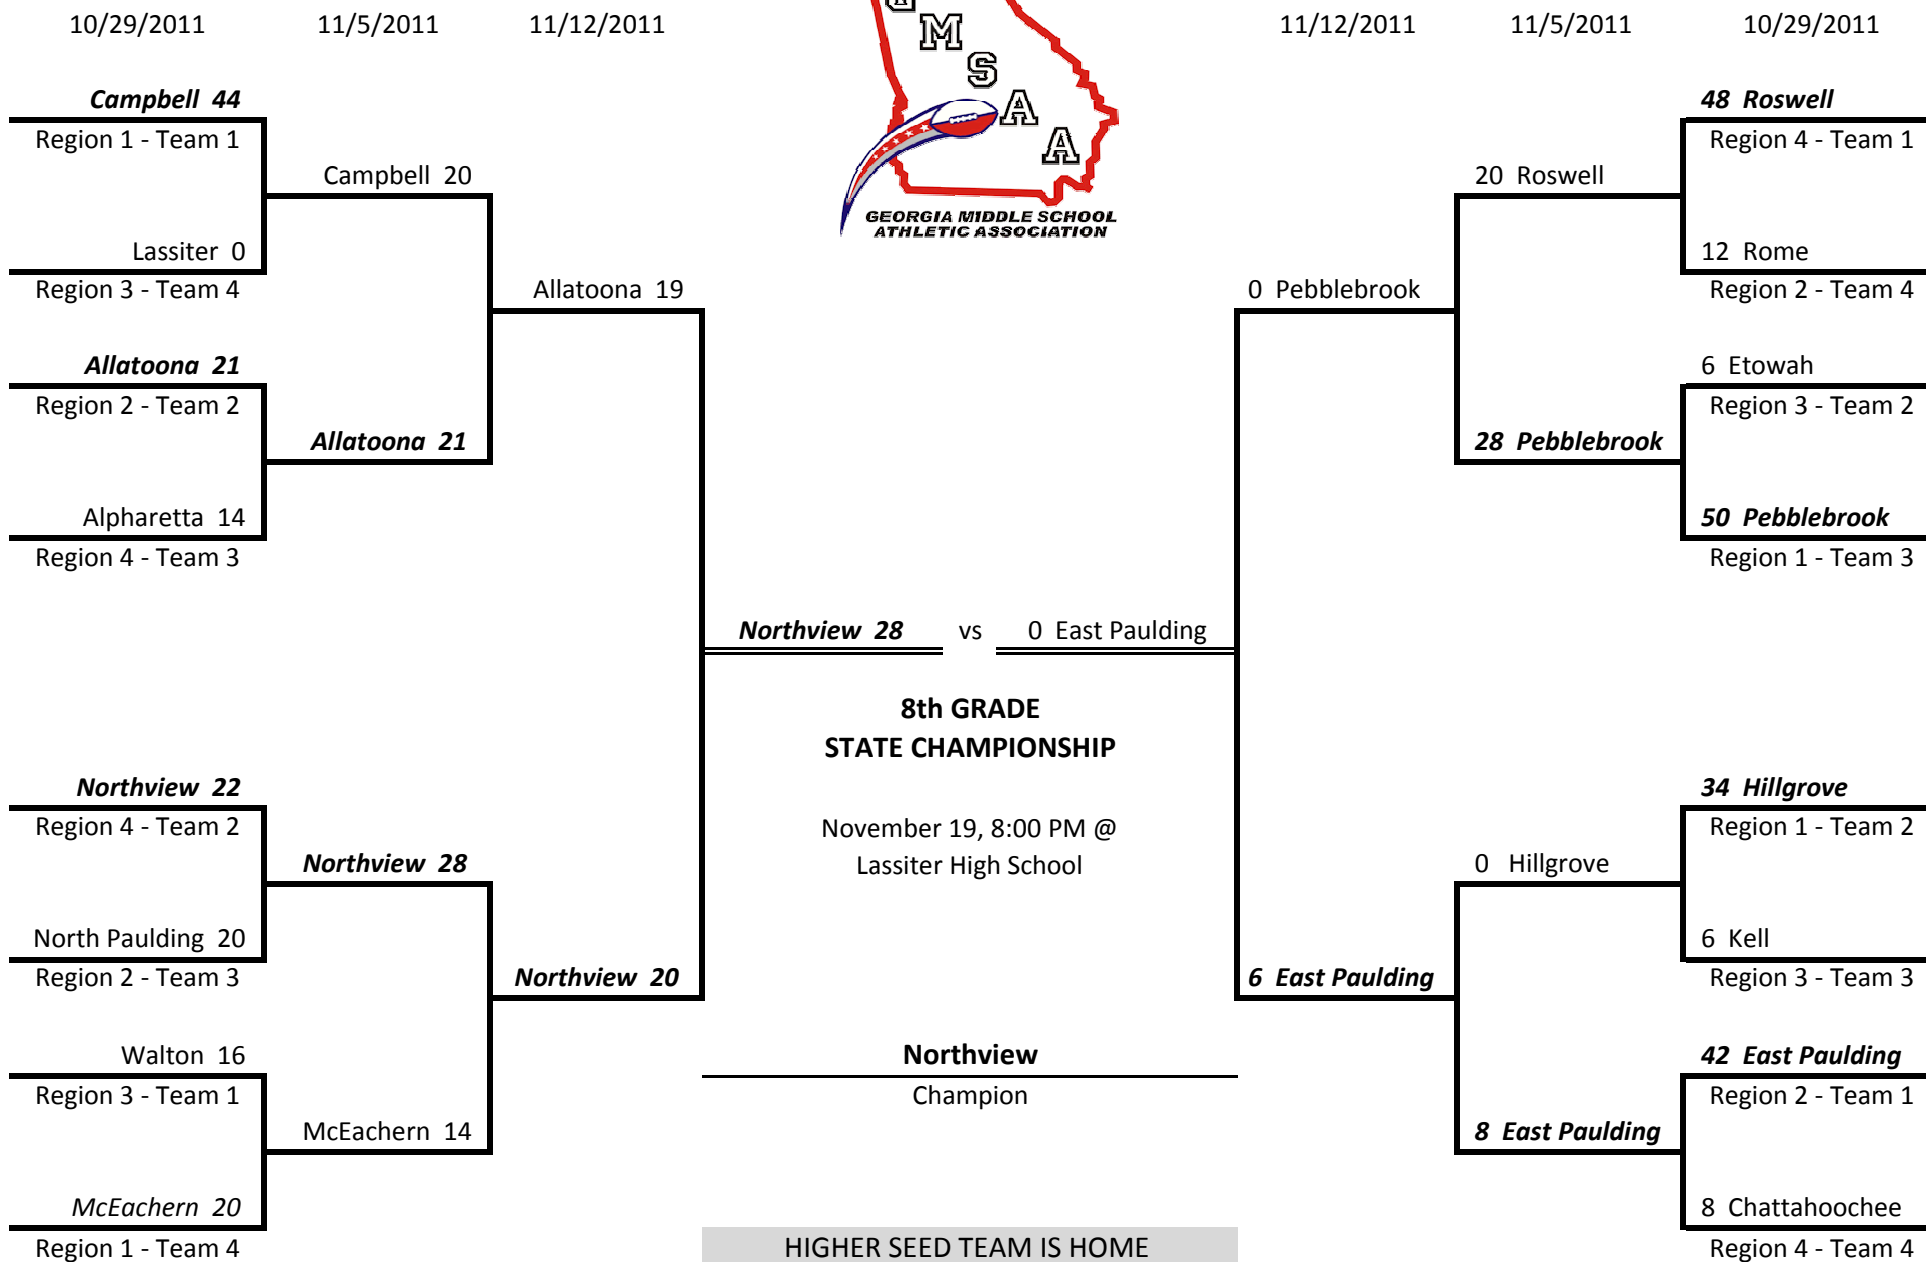 10/29/2011 11/5/2011 11/12/2011 11/12/2011 11/5/2011 10/29/2011
G
M
S
A
A
GEORGIA MIDDLE SCHOOL
ATHLETIC ASSOCIATION
Campbell 44
Region 1 - Team 1
Campbell 20
Lassiter 0
Region 3 - Team 4
Allatoona 19
Allatoona 21
Region 2 - Team 2
Allatoona 21
Alpharetta 14
Region 4 - Team 3
Northview 22
Region 4 - Team 2
Northview 28
North Paulding 20
Region 2 - Team 3
Northview 20
Walton 16
Region 3 - Team 1
McEachern 14
McEachern 20
Region 1 - Team 4
Northview 28 vs 0 East Paulding
8th GRADE
STATE CHAMPIONSHIP
November 19, 8:00 PM @
Lassiter High School
Northview
Champion
HIGHER SEED TEAM IS HOME
48 Roswell
Region 4 - Team 1
20 Roswell
12 Rome
Region 2 - Team 4
0 Pebblebrook
6 Etowah
Region 3 - Team 2
28 Pebblebrook
50 Pebblebrook
Region 1 - Team 3
34 Hillgrove
Region 1 - Team 2
0 Hillgrove
6 Kell
Region 3 - Team 3
6 East Paulding
42 East Paulding
Region 2 - Team 1
8 East Paulding
8 Chattahoochee
Region 4 - Team 4